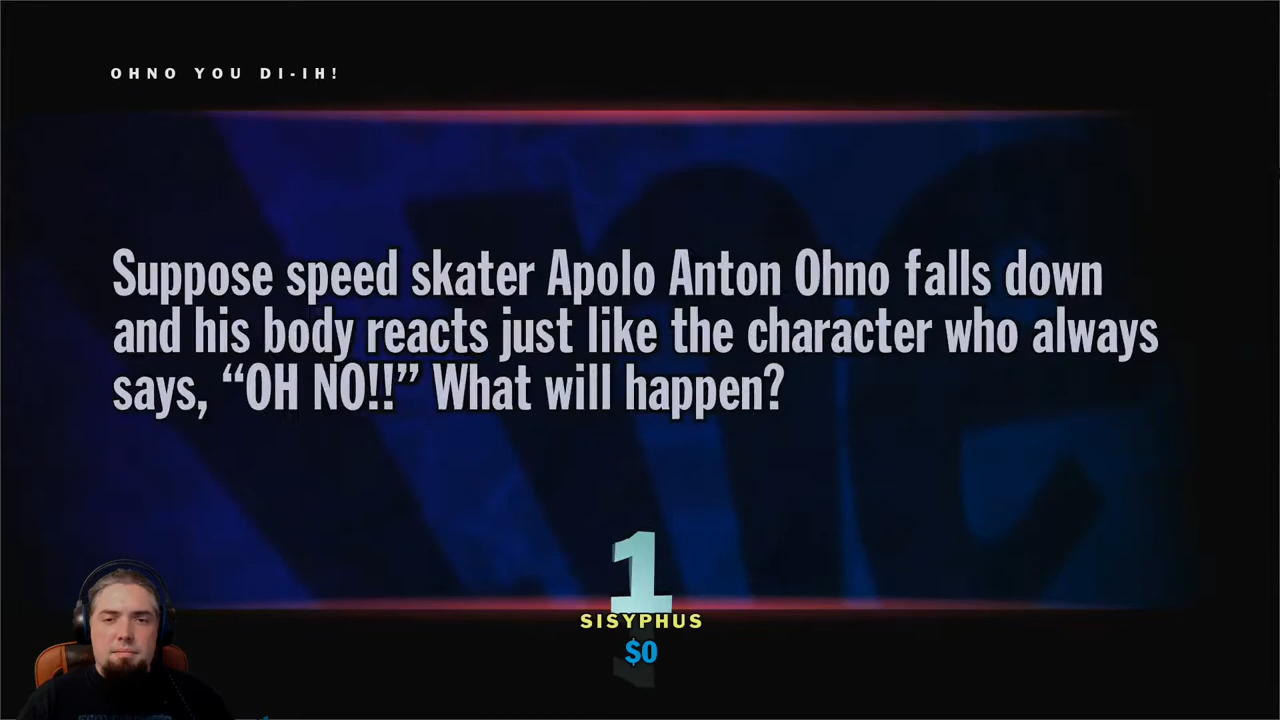 OHNO YOU DI-IH!
Suppose speed skater Apolo Anton Ohno falls down
and his body reacts just like the character who always
says, “OH NO!!” What will happen?
1
SISYPHUS
$0